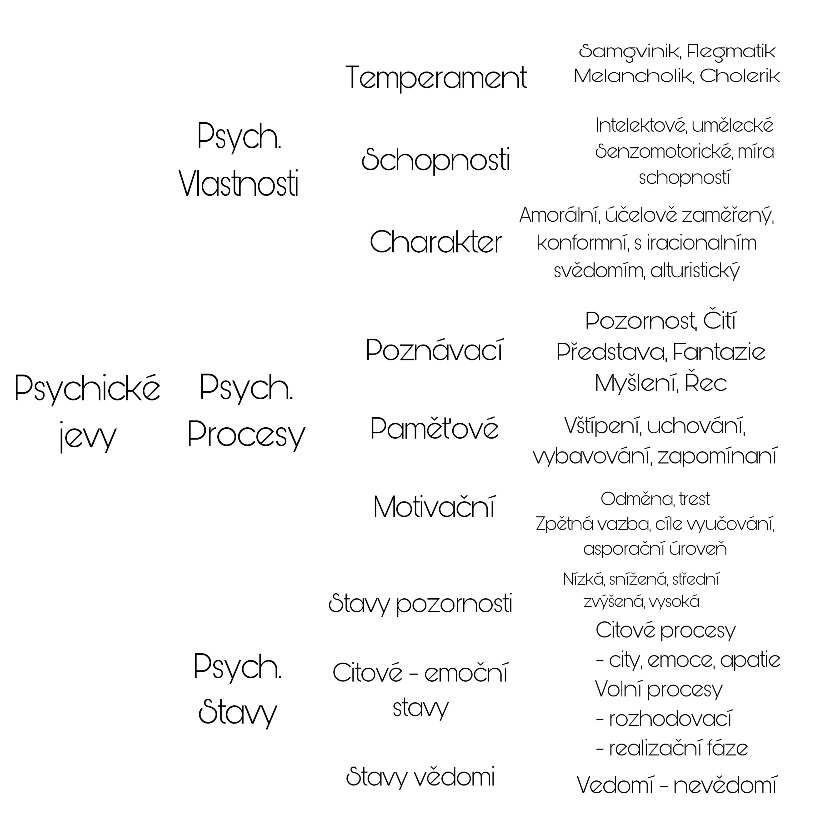 Psychické
jevy
Psych.
Vlastnosti
Temperament
Samgvinik, Flegmatik
Melancholik, Cholerik
Schopnosti
Intelektové, umělecké
Senzomotorické, míra
schopností
Charakter
Amorální, účelově zaměřený,
konformní, s iracionalním
svědomím, alturistický
Psych.
Procesy
Poznávací
Pozornost, Čití
Představa, Fantazie
Myšlení, Řec
Paměťové
Vštípení, uchování,
vybavování, zapomínaní
Motivační
Odměna, trest
Zpětná vazba, cíle vyučování,
asporační úroveň
Psych.
Stavy
Stavy pozornosti
Nízká, snížená, střední
zvýšená, vysoká
Citové – emoční
stavy
Citové procesy
– city, emoce, apatie
Volní procesy
– rozhodovací
– realizační fáze
Stavy vědomi
Vedomí – nevědomí